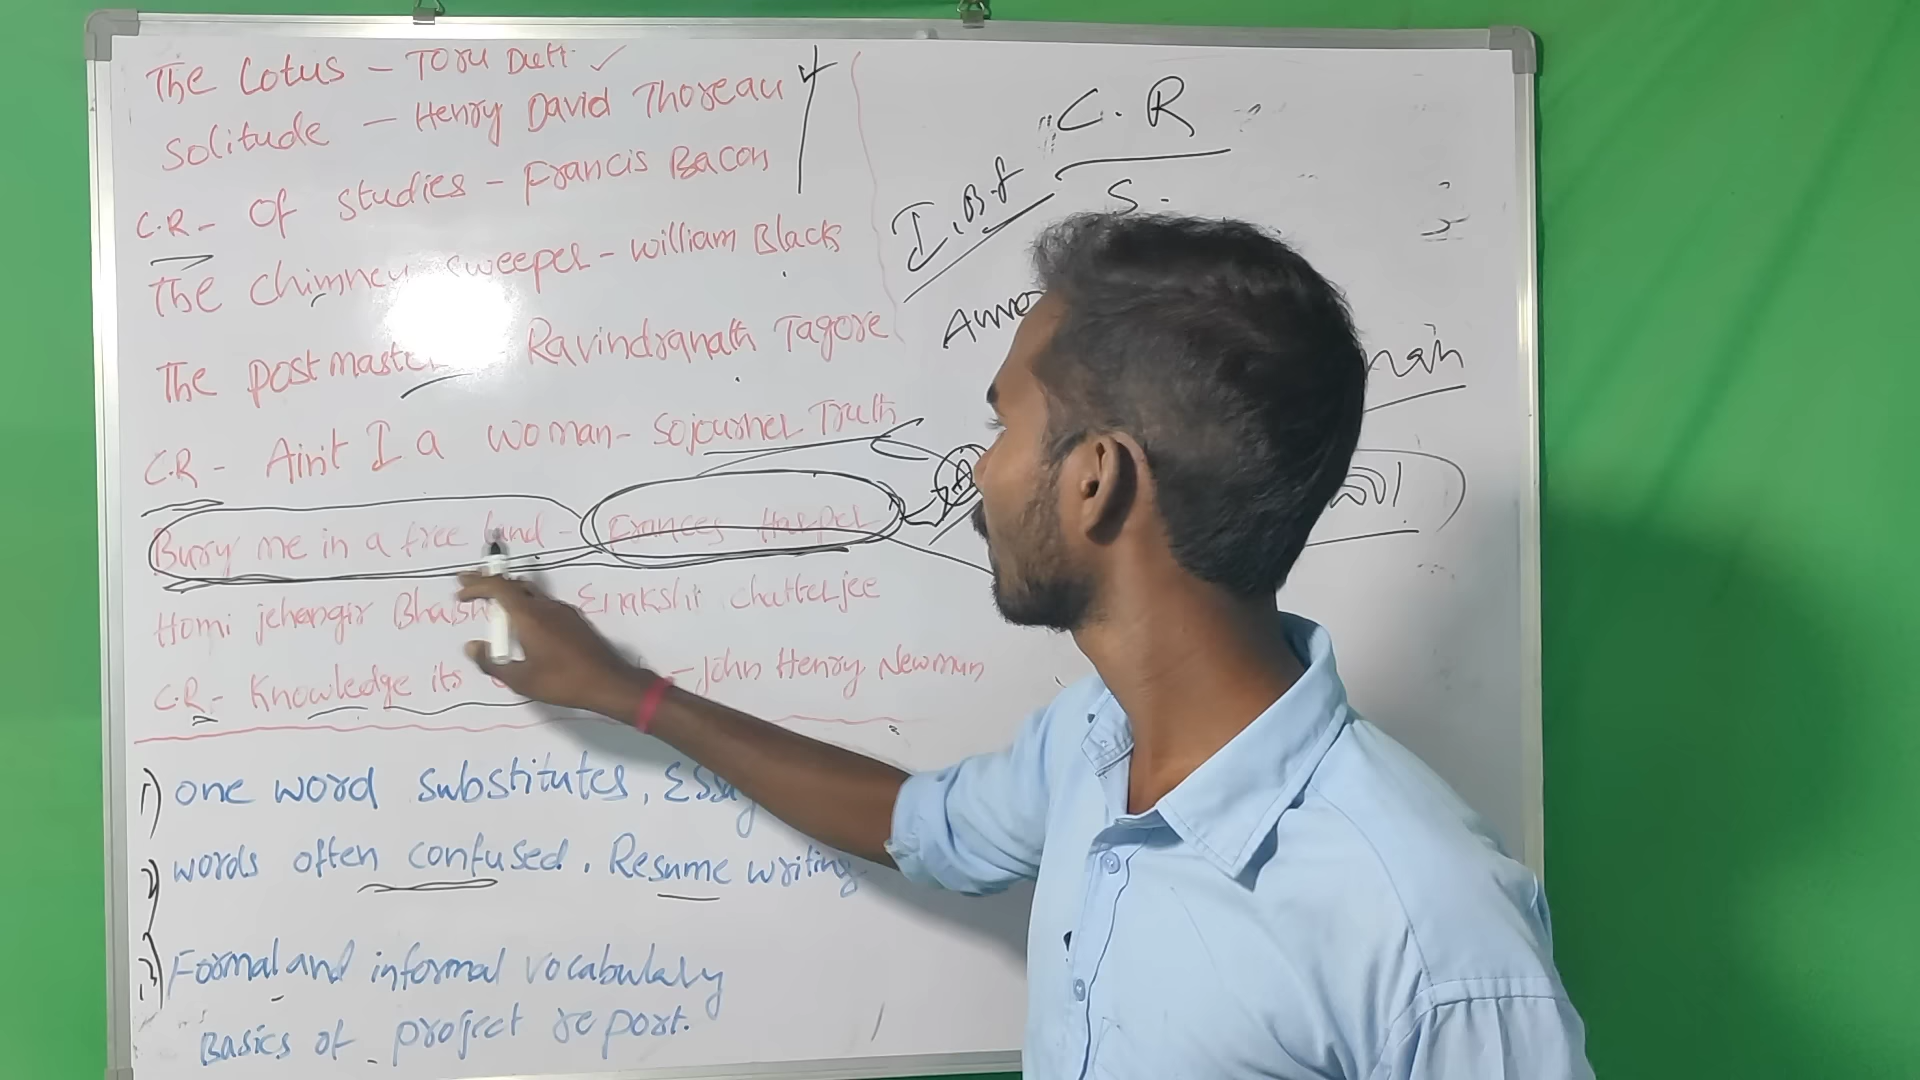 The Lotus - Toru Dutt ✓
Solitude - Henry David Thoreau
C.R - Of studies - Francis Bacon
The chimney sweeper - William Black
The postmaster - Ravindranath Tagore
C.R - Ain't I a woman - Sojourner Truth
Bury me in a free land - Frances Harper
Homi jehangir - Enakshi chatterjee
C.R - Knowledge its - John Henry Newman
1) one word substitutes,
2) words often confused. Resume writing
3) Formal and informal vocabulary
Basics of project report.
C.R
S.